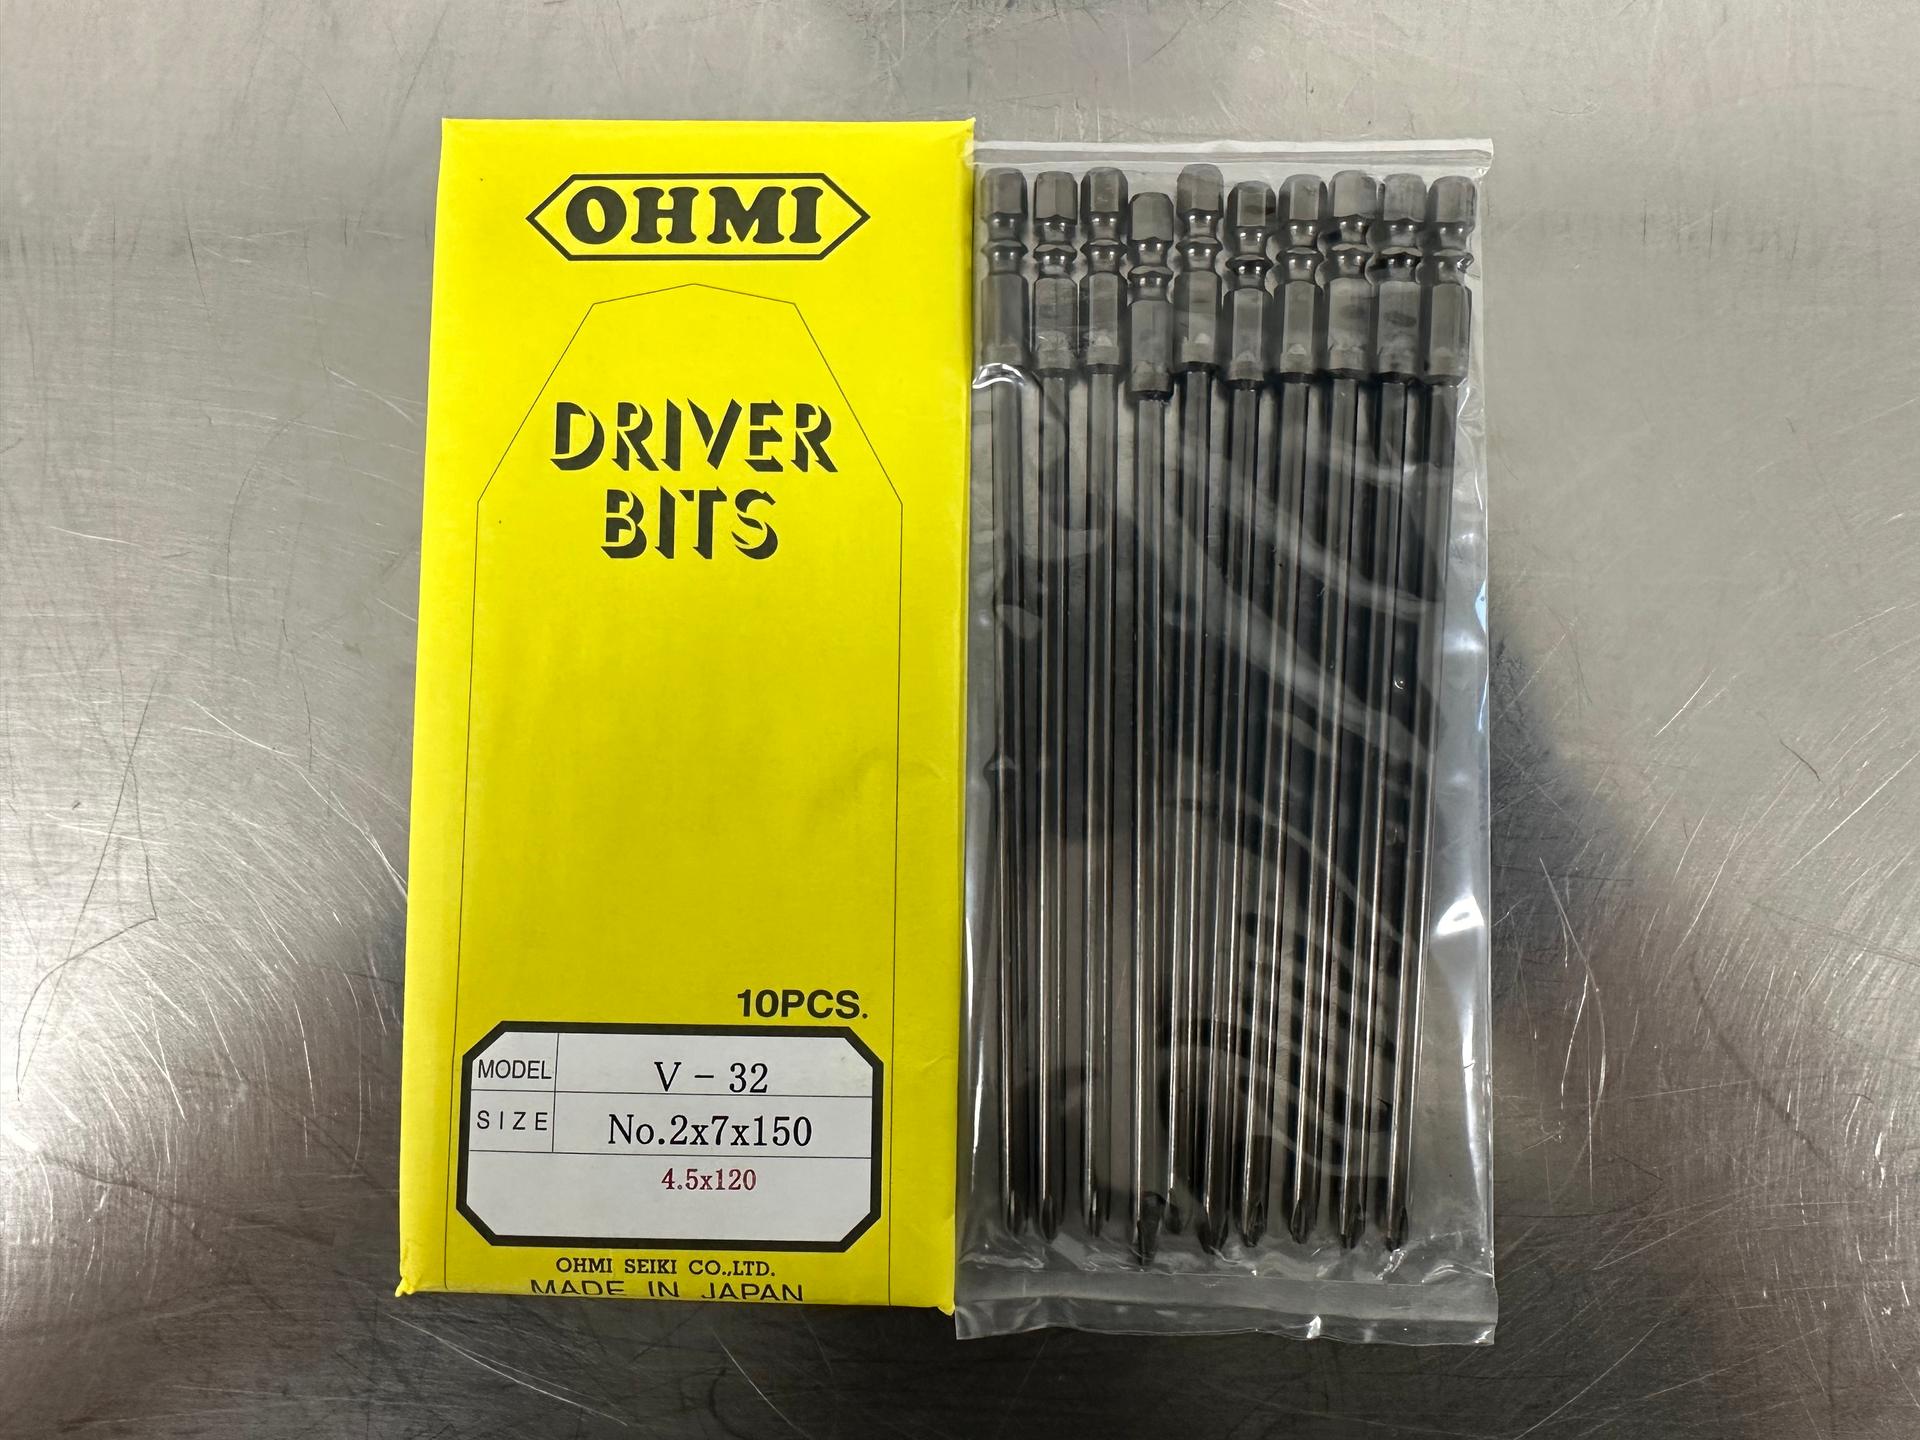 OHMI
DRIVER
BITS
10PCS.
MODEL V-32
SIZE No.2x7x150
4.5x120
OHMI SEIKI CO.,LTD.
MADE IN JAPAN